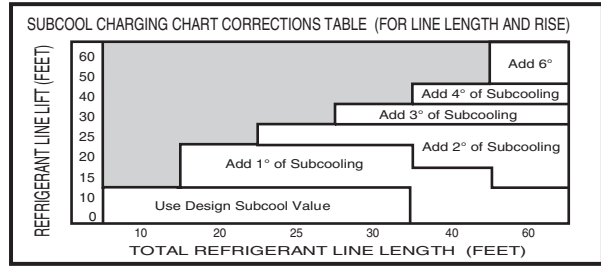 SUBCOOL CHARGING CHART CORRECTIONS TABLE (FOR LINE LENGTH AND RISE)
REFRIGERANT LINE LIFT (FEET)
60
50
40
30
25
20
15
10
0
Add 6°
Add 4° of Subcooling
Add 3° of Subcooling
Add 2° of Subcooling
Add 1° of Subcooling
Use Design Subcool Value
10 20 25 30 40 60
TOTAL REFRIGERANT LINE LENGTH (FEET)